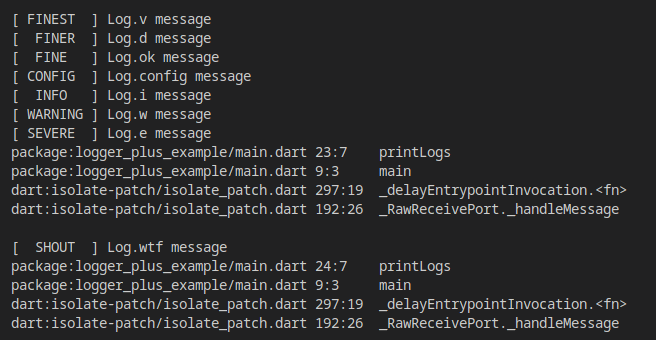 [ FINEST  ] Log.v message
[  FINER  ] Log.d message
[  FINE   ] Log.ok message
[ CONFIG  ] Log.config message
[  INFO   ] Log.i message
[ WARNING ] Log.w message
[ SEVERE  ] Log.e message
package:logger_plus_example/main.dart 23:7    printLogs
package:logger_plus_example/main.dart 9:3     main
dart:isolate-patch/isolate_patch.dart 297:19  _delayEntrypointInvocation.<fn>
dart:isolate-patch/isolate_patch.dart 192:26  _RawReceivePort._handleMessage

[  SHOUT  ] Log.wtf message
package:logger_plus_example/main.dart 24:7    printLogs
package:logger_plus_example/main.dart 9:3     main
dart:isolate-patch/isolate_patch.dart 297:19  _delayEntrypointInvocation.<fn>
dart:isolate-patch/isolate_patch.dart 192:26  _RawReceivePort._handleMessage